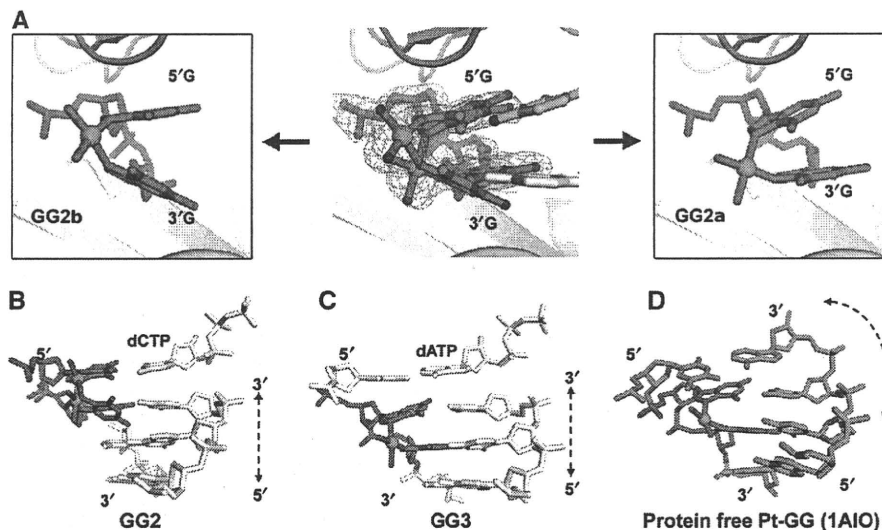 A
5′G
3′G
GG2b
5′G
3′G
5′G
3′G
GG2a
B
dCTP
5′
3′
3′
5′
GG2
C
dATP
5′
3′
3′
5′
GG3
D
3′
5′
3′
5′
Protein free Pt-GG (1AIO)